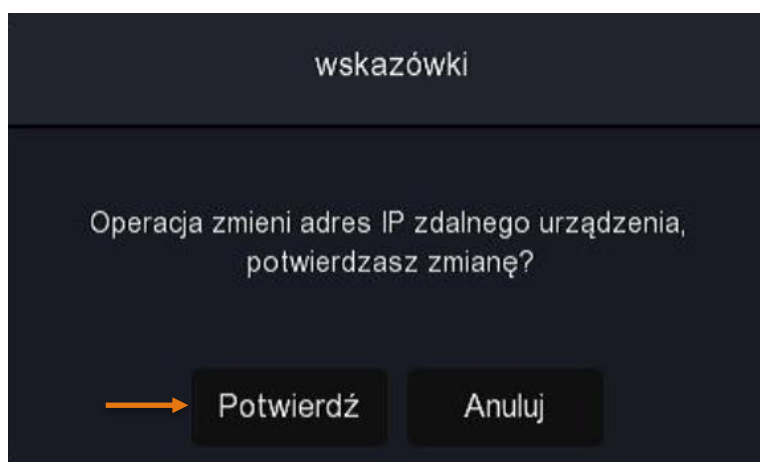 wskazówki
Operacja zmieni adres IP zdalnego urządzenia,
potwierdzasz zmianę?
Potwierdź Anuluj